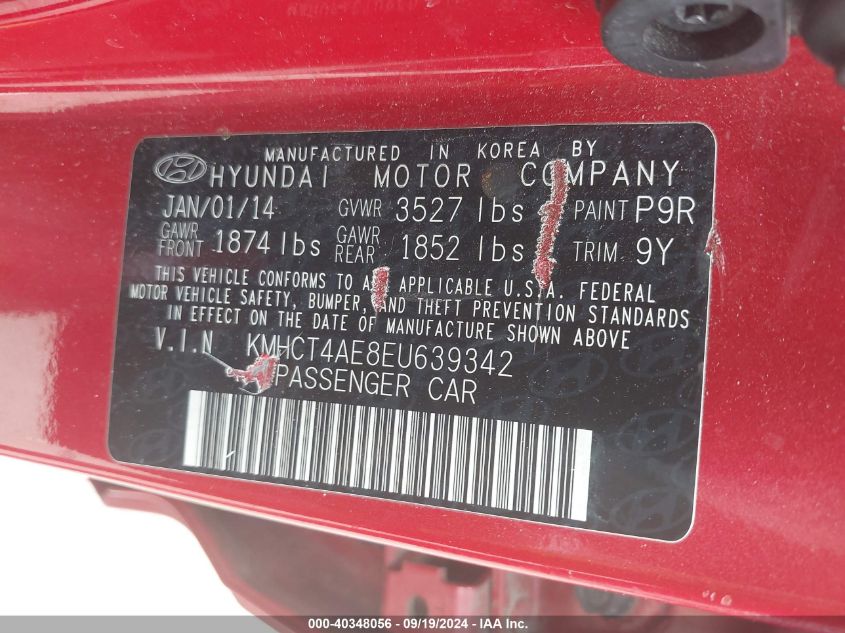 MANUFACTURED IN KOREA BY
HYUNDAI MOTOR COMPANY
JAN/01/14 GVWR 3527 lbs PAINT P9R
GAWR FRONT 1874 lbs GAWR REAR 1852 lbs TRIM 9Y
THIS VEHICLE CONFORMS TO APPLICABLE U.S.A. FEDERAL
MOTOR VEHICLE SAFETY, BUMPER, AND THEFT PREVENTION STANDARDS
IN EFFECT ON THE DATE OF MANUFACTURE SHOWN ABOVE
V.I.N KMHCT4AE8EU639342
PASSENGER CAR
000-40348056 - 09/19/2024 - IAA Inc.